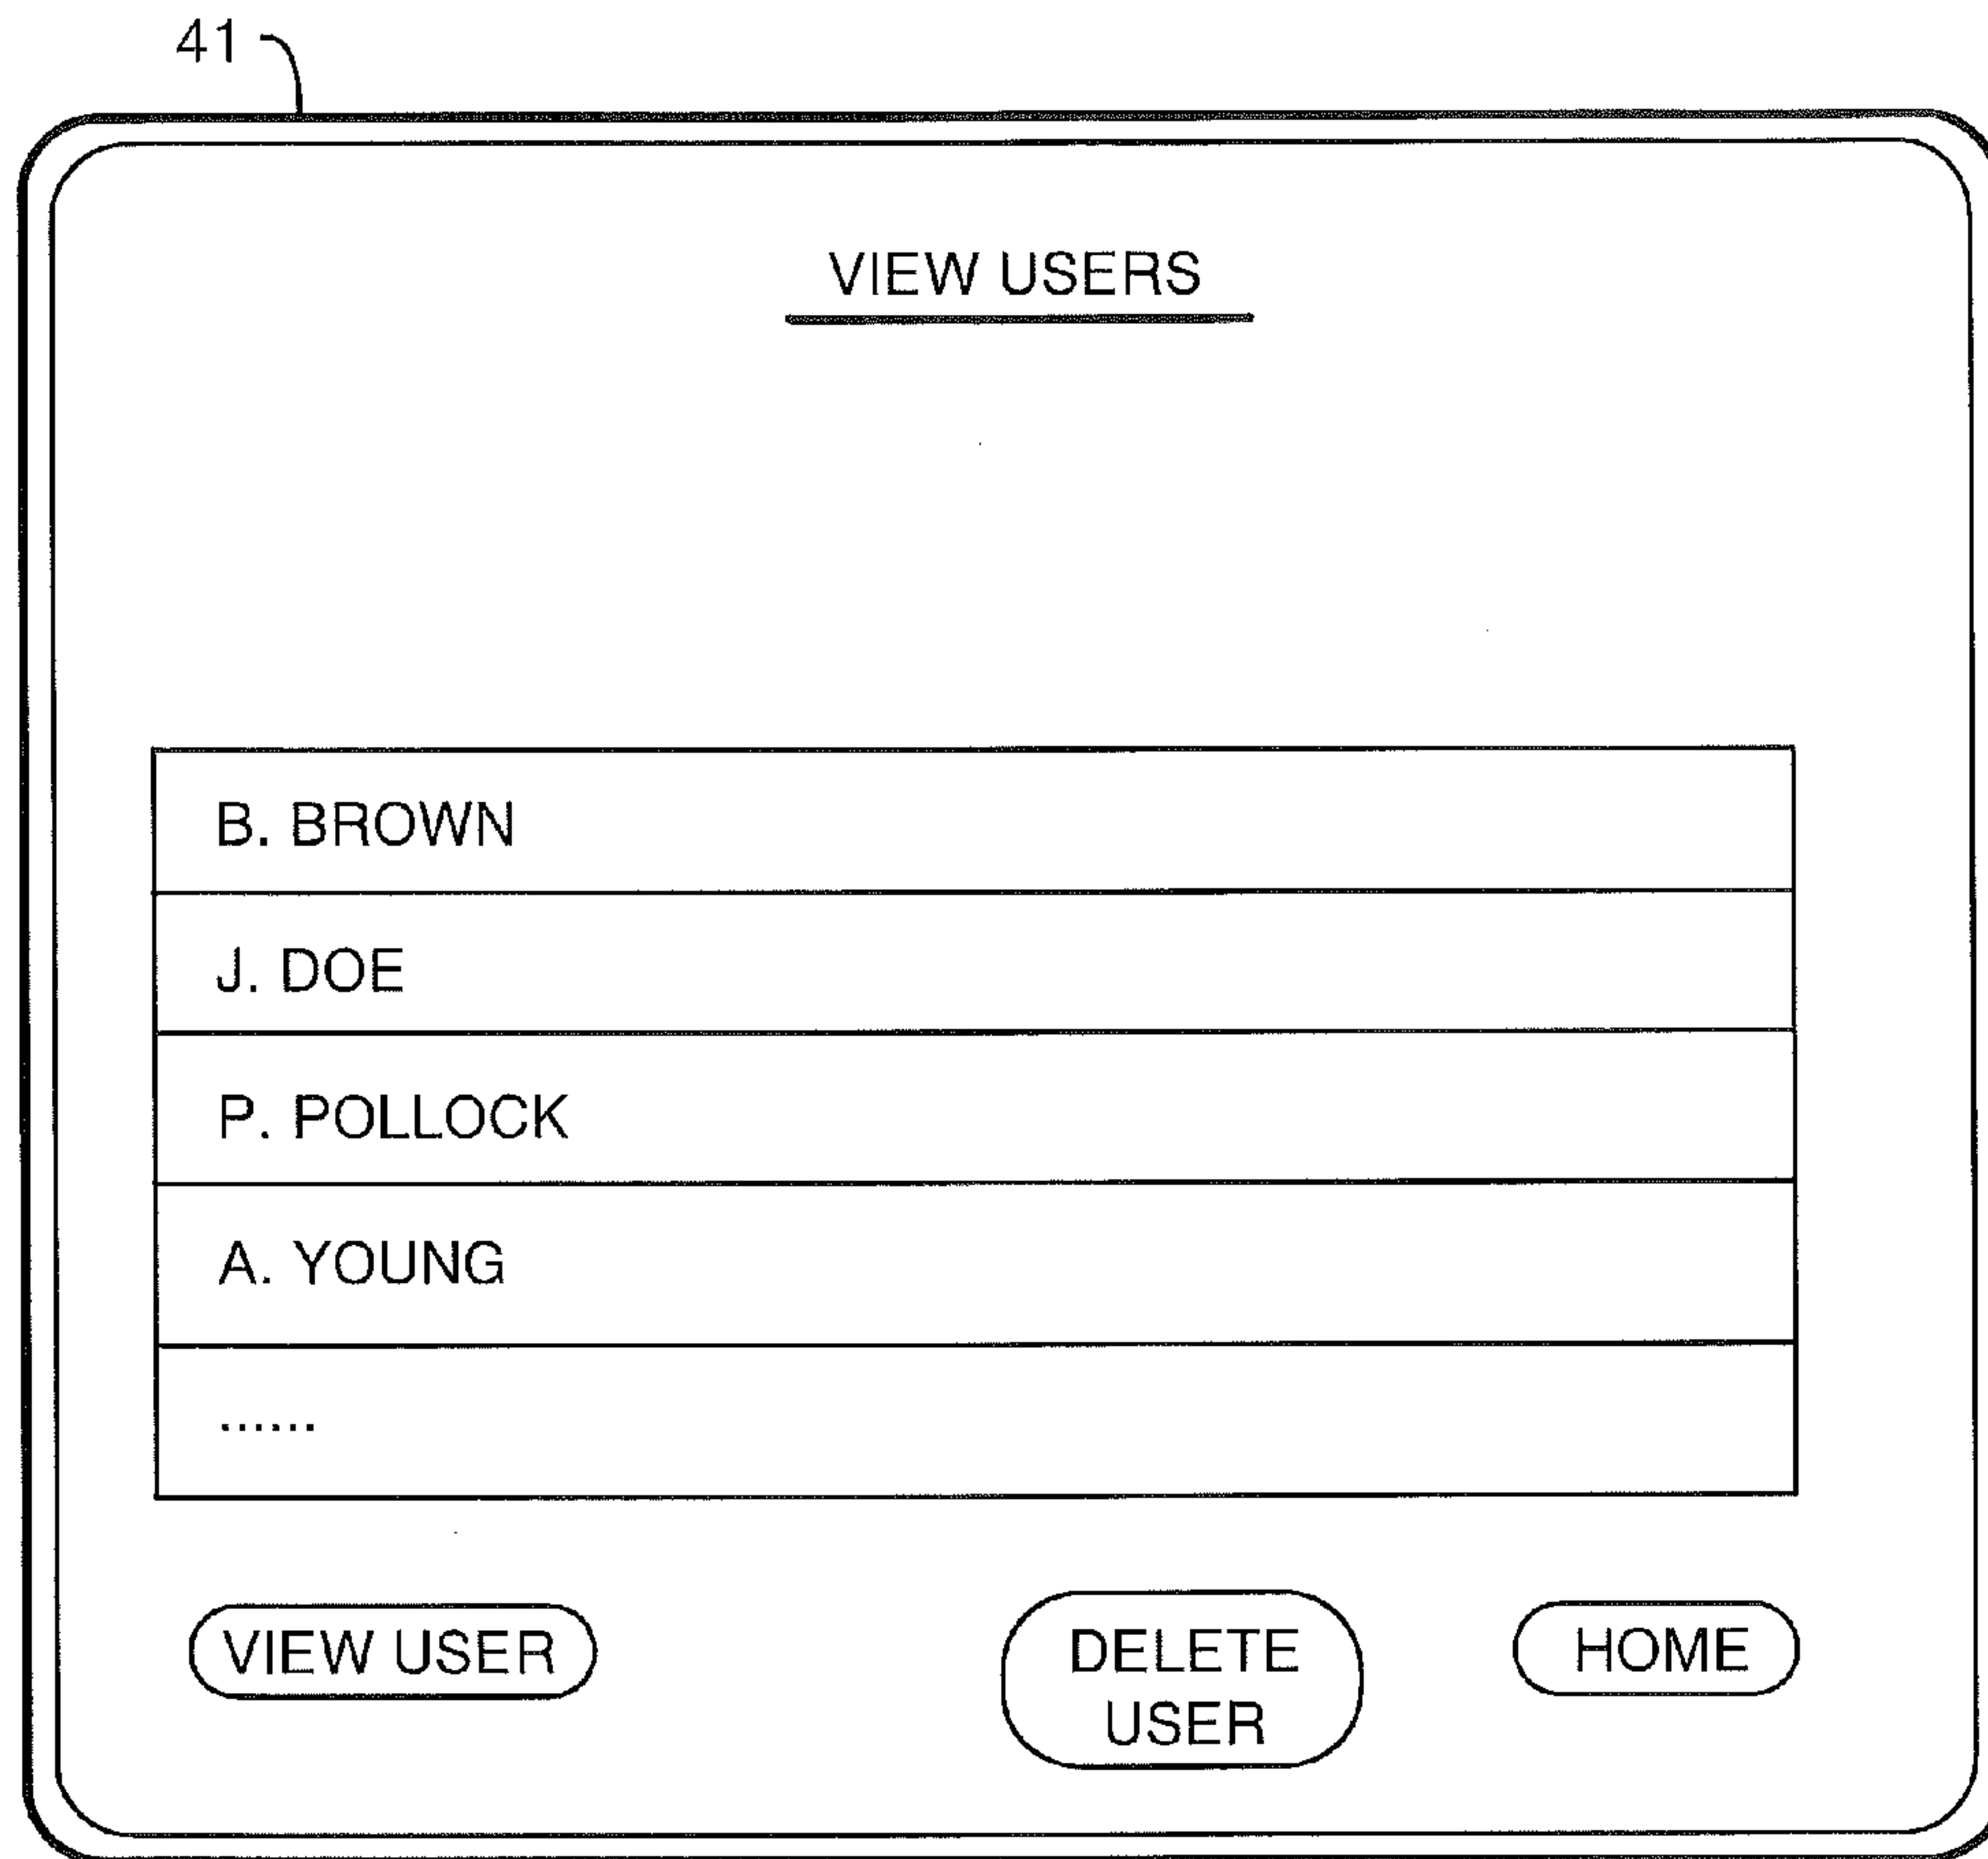 41
VIEW USERS
B. BROWN
J. DOE
P. POLLOCK
A. YOUNG
......
VIEW USER
DELETE
USER
HOME